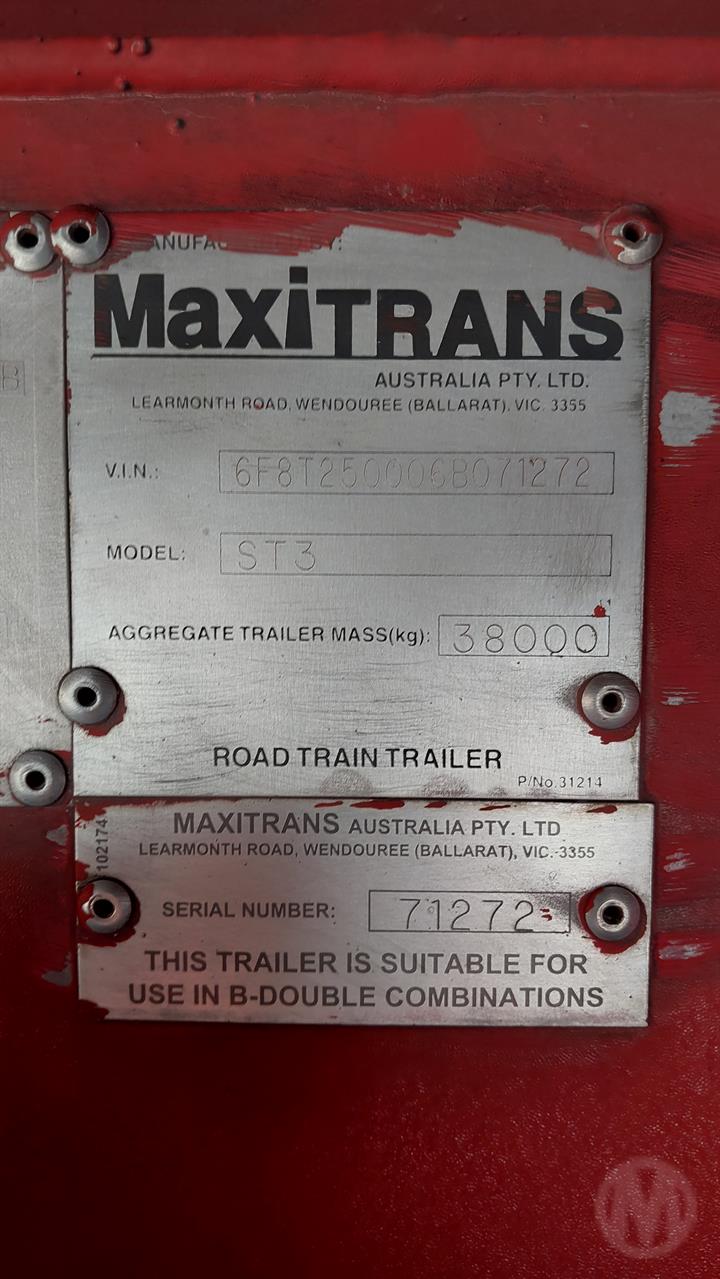 MaxiTRANS
AUSTRALIA PTY. LTD.
LEARMONTH ROAD, WENDOUREE (BALLARAT), VIC. 3355
V.I.N.: 6F8T250006B071272
MODEL: ST3
AGGREGATE TRAILER MASS(kg): 38000
ROAD TRAIN TRAILER
P/No.31214
B
102174
MAXITRANS AUSTRALIA PTY. LTD
LEARMONTH ROAD, WENDOUREE (BALLARAT), VIC. 3355
SERIAL NUMBER: 71272
THIS TRAILER IS SUITABLE FOR
USE IN B-DOUBLE COMBINATIONS
M